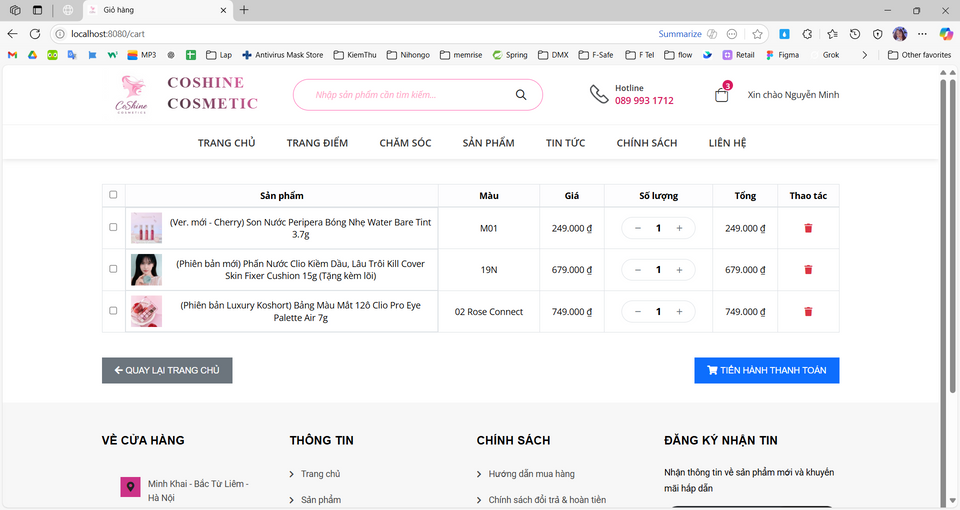 Giỏ hàng
localhost:8080/cart
Summarize
MP3
Lap
Antivirus Mask Store
KiemThu
Nihongo
memrise
Spring
DMX
F-Safe
F Tel
flow
Retail
Figma
Grok
Other favorites
CoShine
COSMETICS
COSHINE
COSMETIC
Nhập sản phẩm cần tìm kiếm...
Hotline
089 993 1712
3
Xin chào Nguyễn Minh
TRANG CHỦ
TRANG ĐIỂM
CHĂM SÓC
SẢN PHẨM
TIN TỨC
CHÍNH SÁCH
LIÊN HỆ
Sản phẩm
Màu
Giá
Số lượng
Tổng
Thao tác
(Ver. mới - Cherry) Son Nước Peripera Bóng Nhẹ Water Bare Tint
3.7g
M01
249.000 ₫
− 1 +
249.000 ₫
(Phiên bản mới) Phấn Nước Clio Kiềm Dầu, Lâu Trôi Kill Cover
Skin Fixer Cushion 15g (Tặng kèm lõi)
19N
679.000 ₫
− 1 +
679.000 ₫
(Phiên bản Luxury Koshort) Bảng Màu Mắt 12ô Clio Pro Eye
Palette Air 7g
02 Rose Connect
749.000 ₫
− 1 +
749.000 ₫
QUAY LẠI TRANG CHỦ
TIẾN HÀNH THANH TOÁN
VỀ CỬA HÀNG
THÔNG TIN
CHÍNH SÁCH
ĐĂNG KÝ NHẬN TIN
Minh Khai - Bắc Từ Liêm -
Hà Nội
Trang chủ
Sản phẩm
Hướng dẫn mua hàng
Chính sách đổi trả & hoàn tiền
Nhận thông tin về sản phẩm mới và khuyến
mãi hấp dẫn